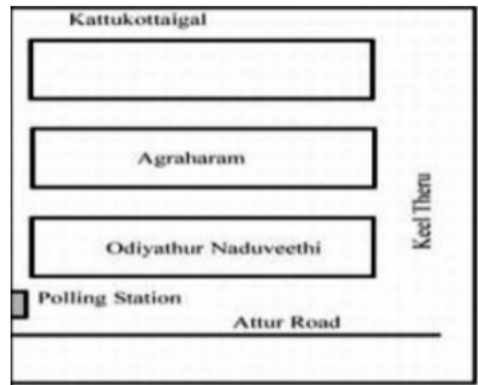 Kattukottaigal
Agraharam
Odiyathur Naduveethi
Keel Theru
Polling Station
Attur Road